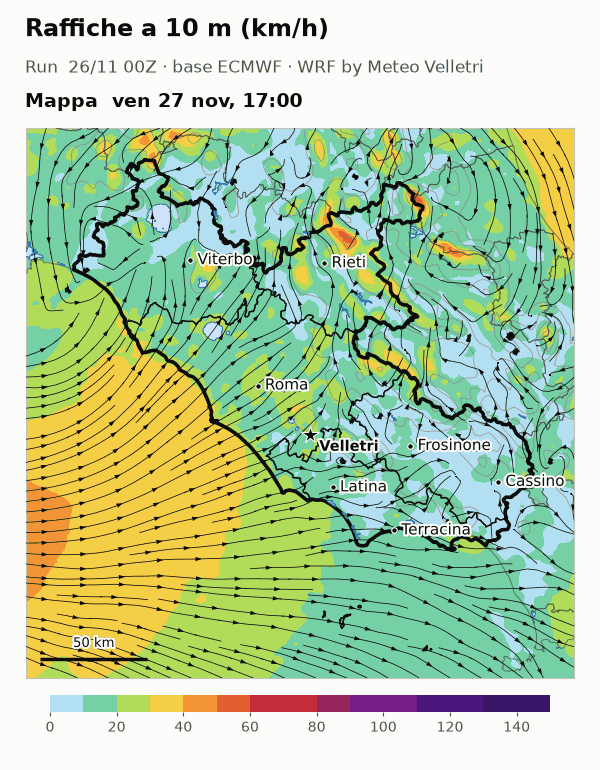 Raffiche a 10 m (km/h)
Run  26/11 00Z · base ECMWF · WRF by Meteo Velletri
Mappa  ven 27 nov, 17:00
Viterbo
Rieti
Roma
Velletri
Frosinone
Latina
Cassino
Terracina
50 km
0 20 40 60 80 100 120 140